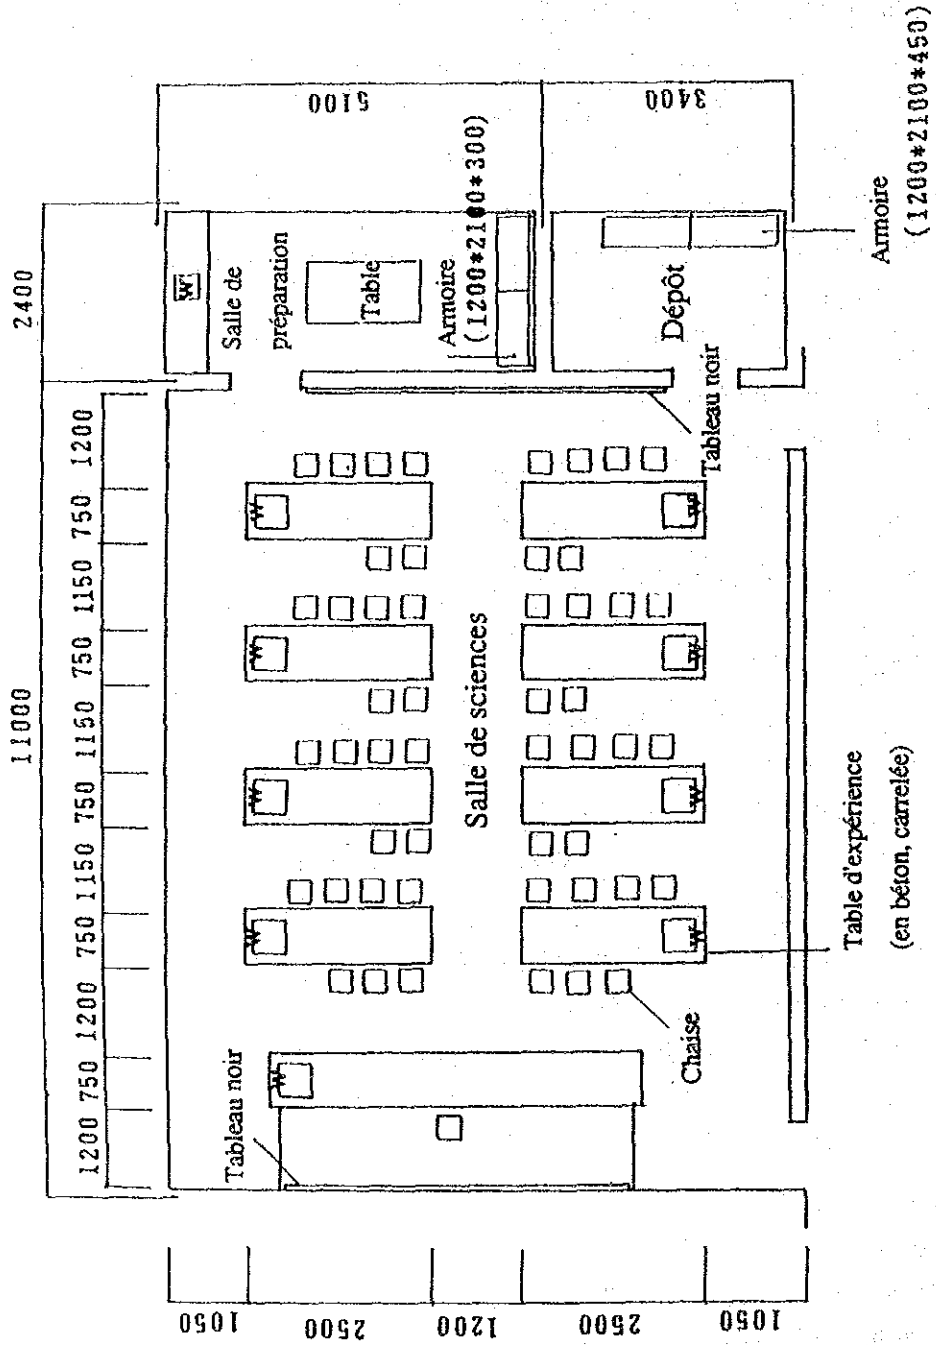 11000
2400
1200 750 1200 750 1150 750 1150 750 1150 750 1200
1050
2500
1200
2500
1050
5100
3400
Tableau noir
W
W
W
W
W
W
Salle de
préparation
Table
Armoire
(1200*2100*300)
Salle de sciences
W
W
W
W
Chaise
Table d'expérience
(en béton, carrelée)
Tableau noir
Dépôt
Armoire
(1200*2100*450)